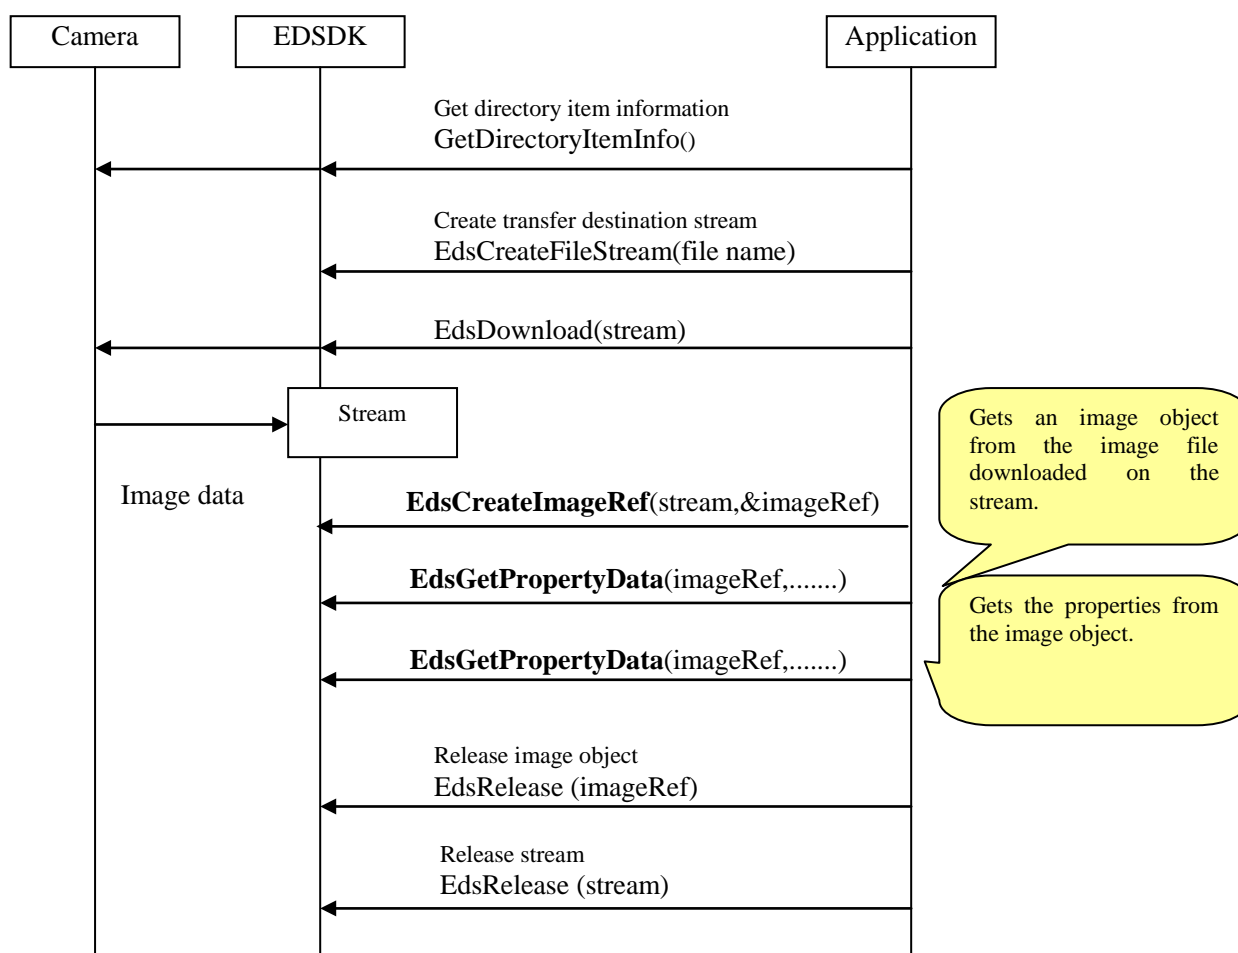 Camera
EDSDK
Application
Get directory item information
GetDirectoryItemInfo()
Create transfer destination stream
EdsCreateFileStream(file name)
EdsDownload(stream)
Stream
Image data
Gets an image object
from the image file
downloaded on the
stream.
EdsCreateImageRef(stream,&imageRef)
EdsGetPropertyData(imageRef,.......)
Gets the properties from
the image object.
EdsGetPropertyData(imageRef,.......)
Release image object
EdsRelease (imageRef)
Release stream
EdsRelease (stream)